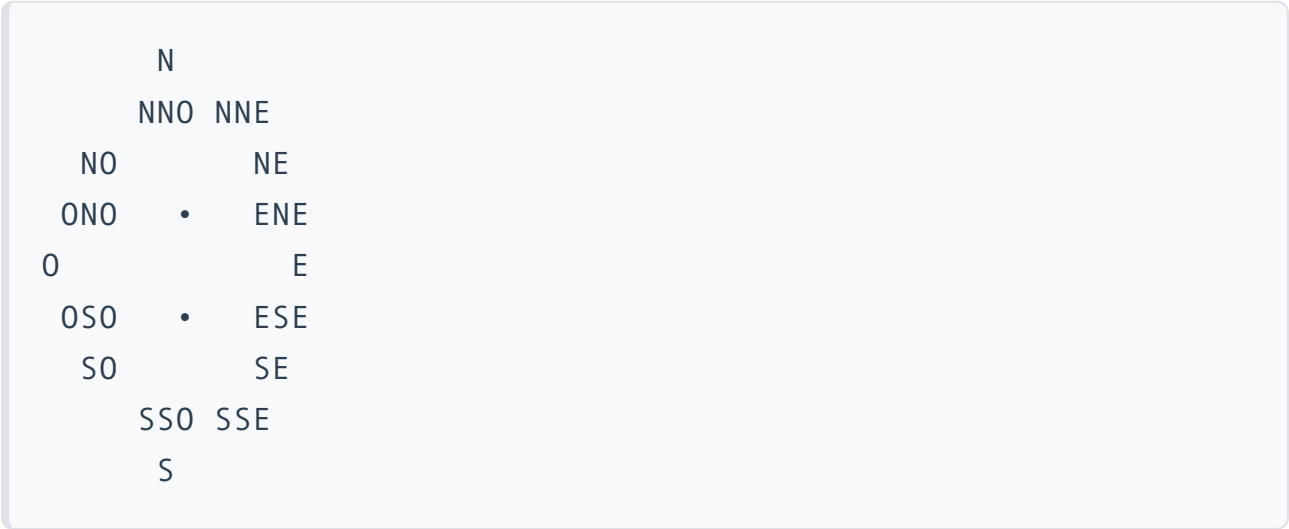 N
NNO NNE
NO NE
ONO • ENE
O E
OSO • ESE
SO SE
SSO SSE
S